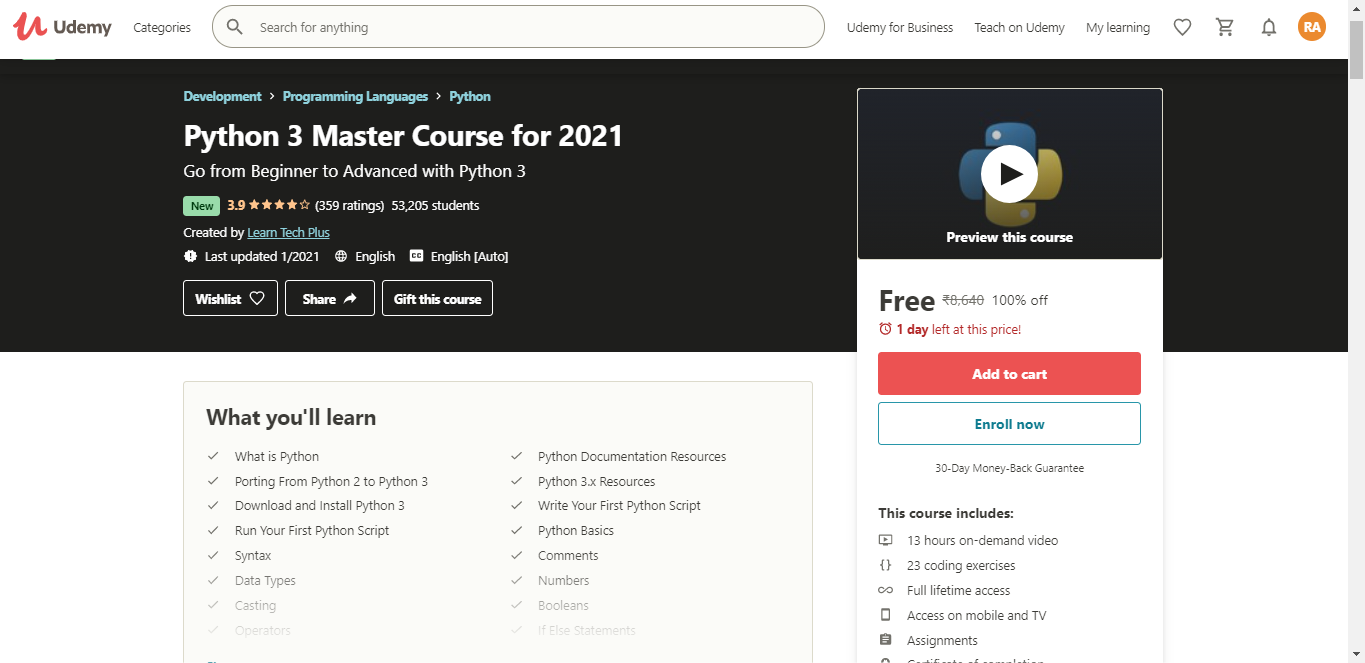 Udemy
Categories
Search for anything
Udemy for Business
Teach on Udemy
My learning
RA
Development > Programming Languages > Python
Python 3 Master Course for 2021
Go from Beginner to Advanced with Python 3
New 3.9 (359 ratings) 53,205 students
Created by Learn Tech Plus
Last updated 1/2021 English CC English [Auto]
Wishlist
Share
Gift this course
Preview this course
Free ₹8,640 100% off
1 day left at this price!
Add to cart
Enroll now
30-Day Money-Back Guarantee
This course includes:
13 hours on-demand video
{} 23 coding exercises
Full lifetime access
Access on mobile and TV
Assignments
Certificate of completion
What you'll learn
What is Python
Porting From Python 2 to Python 3
Download and Install Python 3
Run Your First Python Script
Syntax
Data Types
Casting
Operators
Python Documentation Resources
Python 3.x Resources
Write Your First Python Script
Python Basics
Comments
Numbers
Booleans
If Else Statements